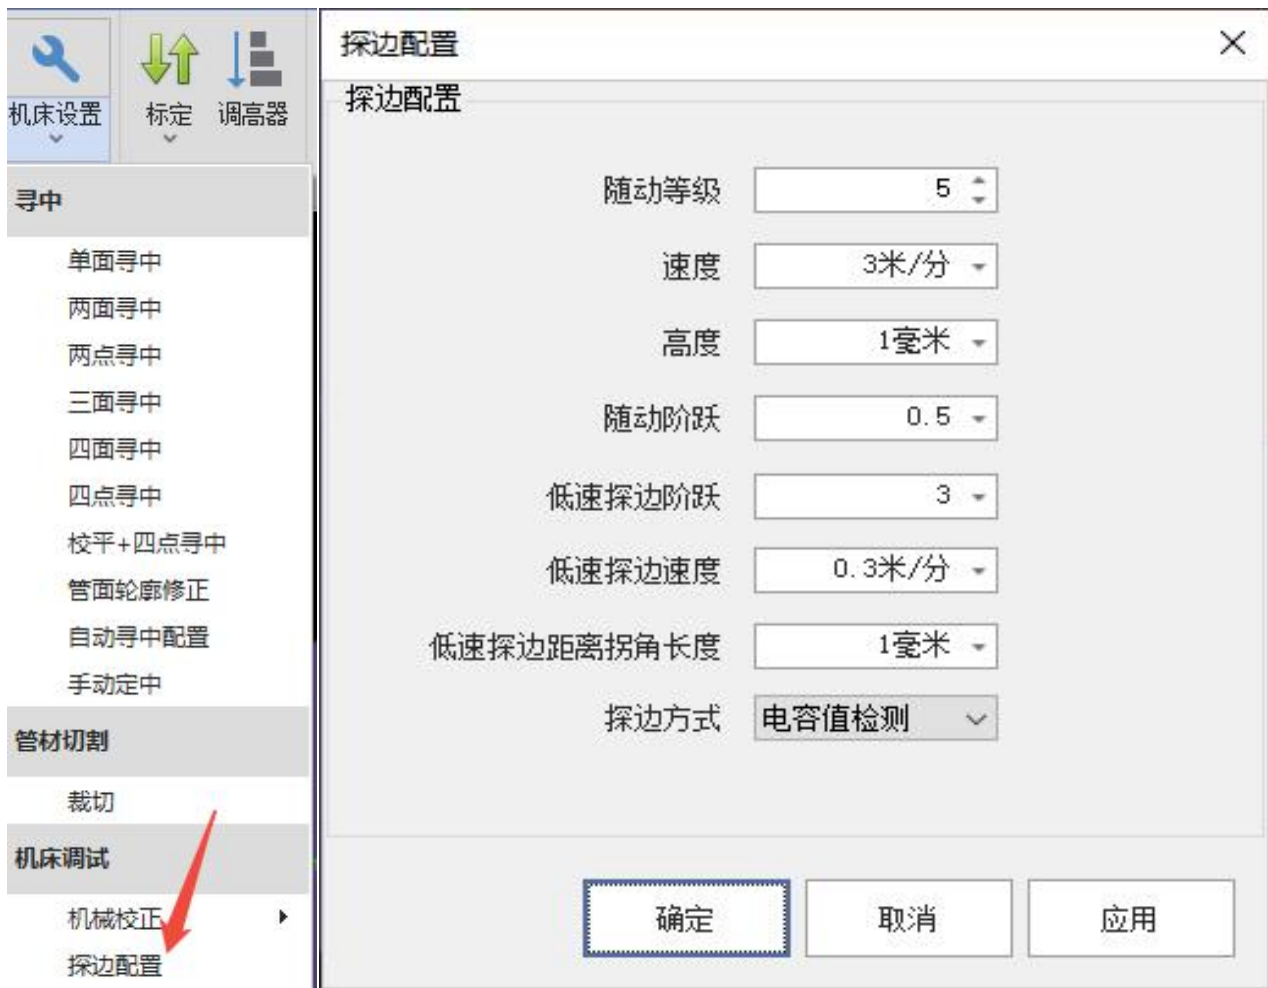 机床设置
标定
调高器
寻中
单面寻中
两面寻中
两点寻中
三面寻中
四面寻中
四点寻中
校平+四点寻中
管面轮廓修正
自动寻中配置
手动定中
管材切割
裁切
机床调试
机械校正
探边配置
探边配置
探边配置
随动等级 5
速度 3米/分
高度 1毫米
随动阶跃 0.5
低速探边阶跃 3
低速探边速度 0.3米/分
低速探边距离拐角长度 1毫米
探边方式 电容值检测
确定 取消 应用